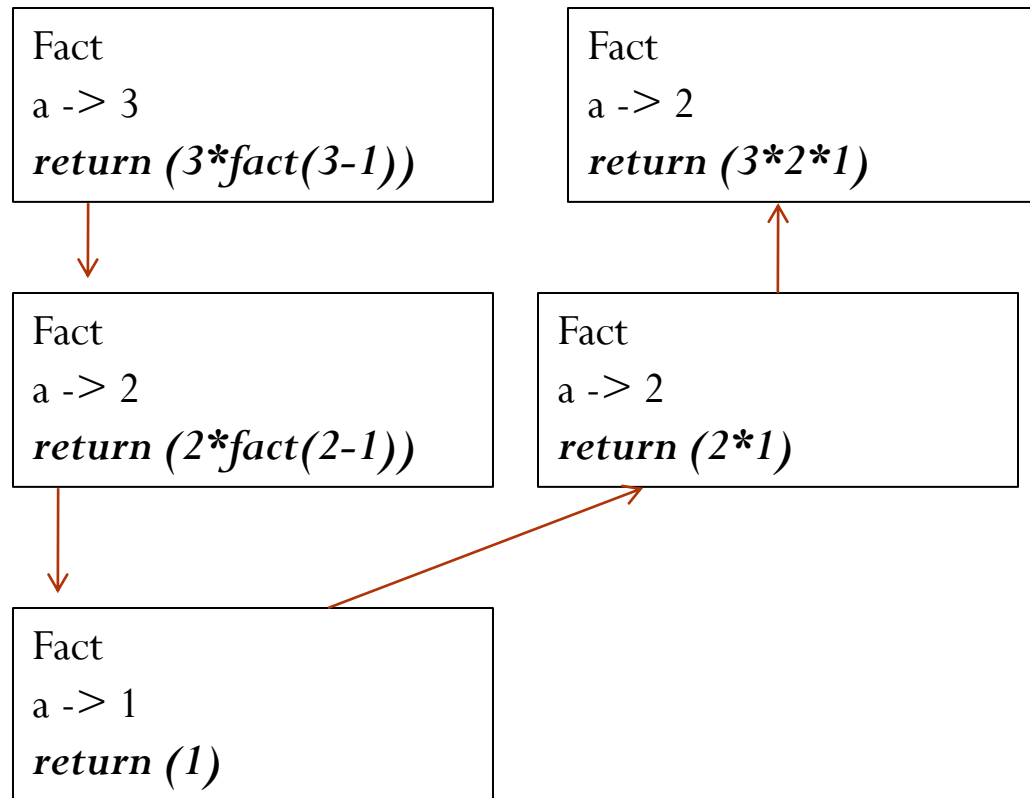 Fact
a -> 3
return (3*fact(3-1))
Fact
a -> 2
return (2*fact(2-1))
Fact
a -> 1
return (1)
Fact
a -> 2
return (2*1)
Fact
a -> 2
return (3*2*1)